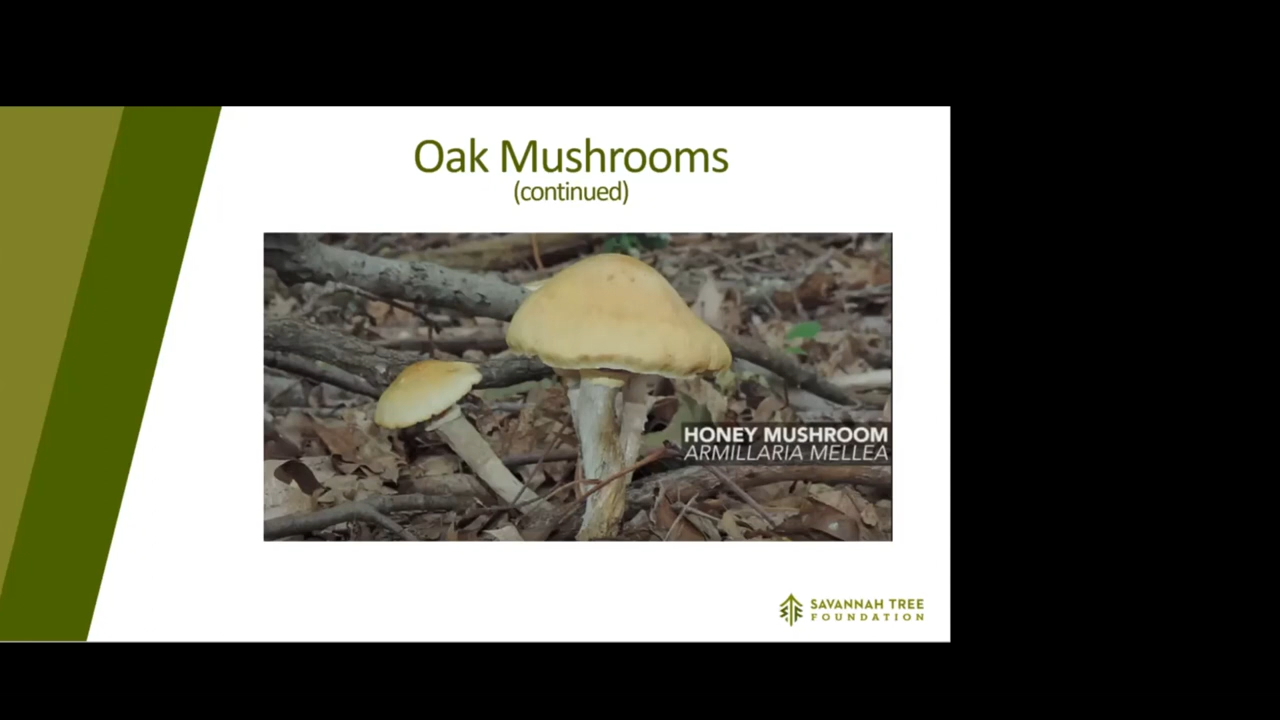 Oak Mushrooms
(continued)
HONEY MUSHROOM
ARMILLARIA MELLEA
SAVANNAH TREE
FOUNDATION